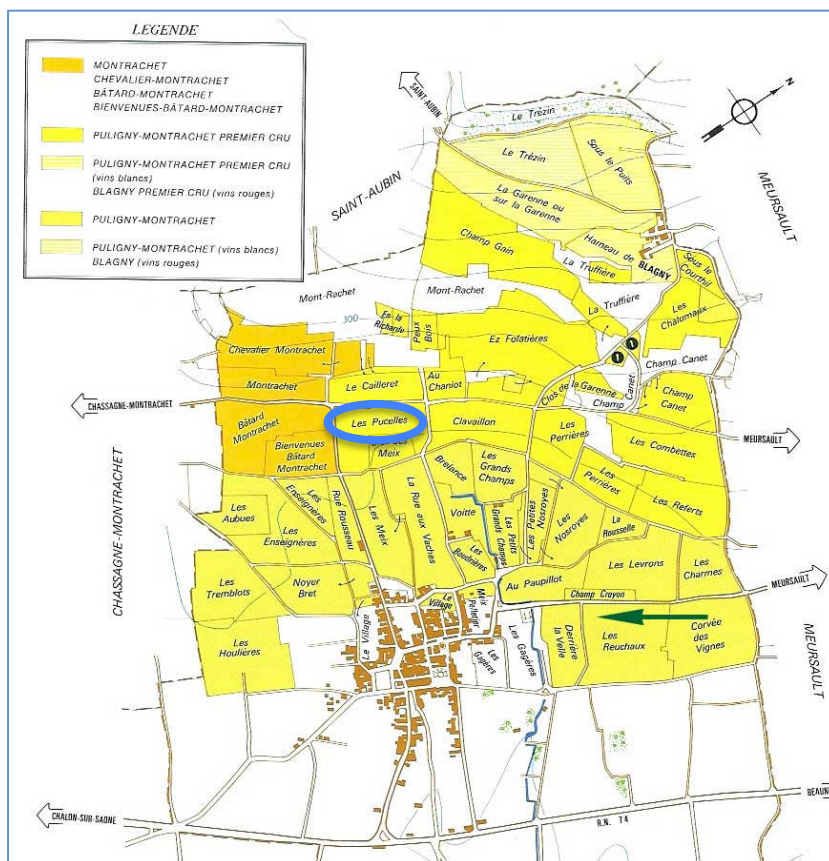 LEGENDE
MONTRACHET
CHEVALIER-MONTRACHET
BÂTARD-MONTRACHET
BIENVENUES-BÂTARD-MONTRACHET
PULIGNY-MONTRACHET PREMIER CRU
PULIGNY-MONTRACHET PREMIER CRU
(vins blancs)
BLAGNY PREMIER CRU (vins rouges)
PULIGNY-MONTRACHET
PULIGNY-MONTRACHET (vins blancs)
BLAGNY (vins rouges)
SAINT-AUBIN
N
Le Trézin
Le Trézin
Sous le Puits
SAINT-AUBIN
MEURSAULT
La Garenne ou
sur la Garenne
Champ Gain
Hameau de
BLAGNY
La Truffière
Sous le
Courthil
Mont-Rachet
Mont-Rachet
La Truffière
Les
Chalumaux
300
En la
Richarde
Peux
Bois
Ez Folatières
1
1
Chevalier Montrachet
Champ Canet
Montrachet
Le Cailleret
Au
Chaniot
Clos de la Garenne
Champ
Canet
Champ
Canet
CHASSAGNE-MONTRACHET
Bâtard
Montrachet
Les Pucelles
Clavaillon
Les
Perrières
Les Combettes
MEURSAULT
Bienvenues
Bâtard
Montrachet
Meix
Brelance
Les
Grands
Champs
Les
Perrières
Les Referts
CHASSAGNE-MONTRACHET
Les
Aubues
Les
Enseignères
Les
Enseignères
Rue Rousseau
Les Meix
La Rue aux Vaches
Voitte
Les Petits
Grands Champs
Les Petites
Nosroyes
Les
Nosroyes
La
Rousselle
Les
Boudrières
Les Levrons
Les
Charmes
Les
Tremblots
Noyer
Bret
Au Paupillot
Champ Croyon
MEURSAULT
Le Village
Meix
Pelletier
Le Village
Les
Houlières
Les Gagères
Les
Gagères
Derrière
la Velle
Les
Reuchaux
Corvée
des
Vignes
MEURSAULT
CHALON-SUR-SAONE
R.N. 74
BEAUN